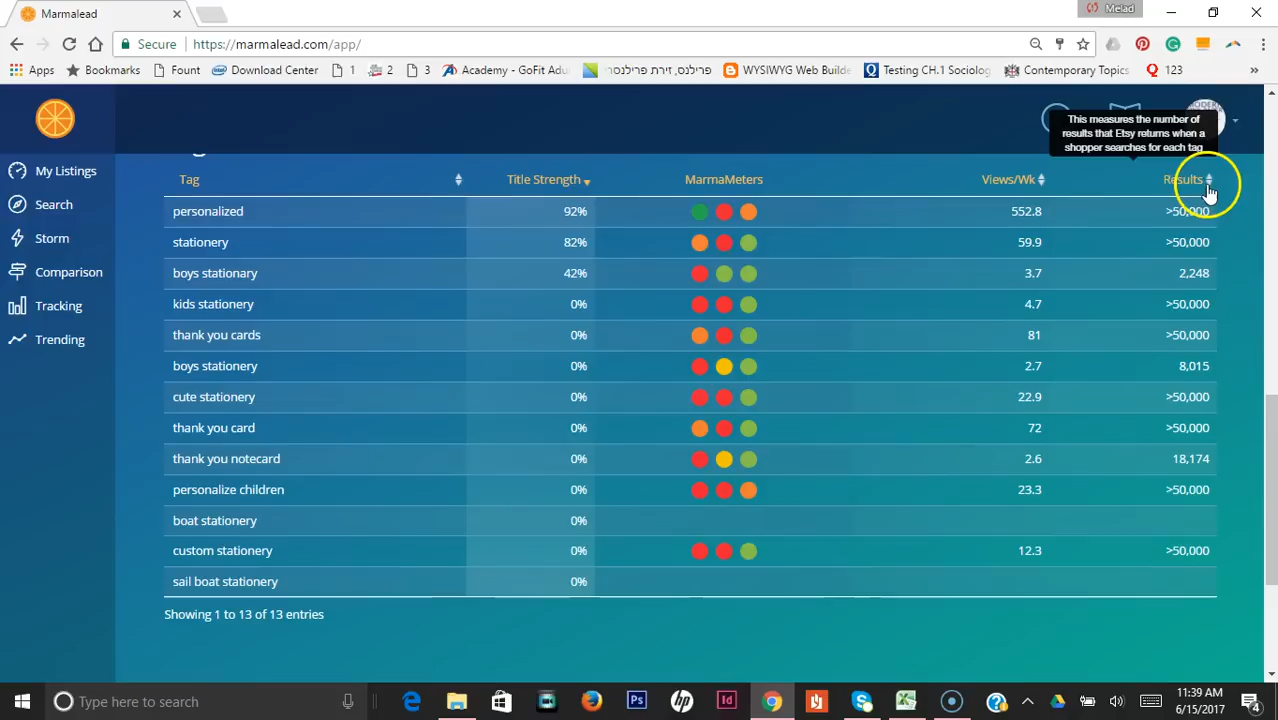 Marmalead
Melad
Secure
https://marmalead.com/app/
Apps
Bookmarks
Fount
Download Center
1
2
3
Academy - GoFit Adu
פרילנס, זירת פרילנסר
WYSIWYG Web Builde
Testing CH.1 Sociolog
Contemporary Topics
123
This measures the number of
results that Etsy returns when a
shopper searches for each tag
My Listings
Search
Storm
Comparison
Tracking
Trending
Tag Title Strength MarmaMeters Views/Wk Results
personalized 92% 552.8 >50,000
stationery 82% 59.9 >50,000
boys stationary 42% 3.7 2,248
kids stationery 0% 4.7 >50,000
thank you cards 0% 81 >50,000
boys stationery 0% 2.7 8,015
cute stationery 0% 22.9 >50,000
thank you card 0% 72 >50,000
thank you notecard 0% 2.6 18,174
personalize children 0% 23.3 >50,000
boat stationery 0%
custom stationery 0% 12.3 >50,000
sail boat stationery 0%
Showing 1 to 13 of 13 entries
Type here to search
11:39 AM
6/15/2017
4